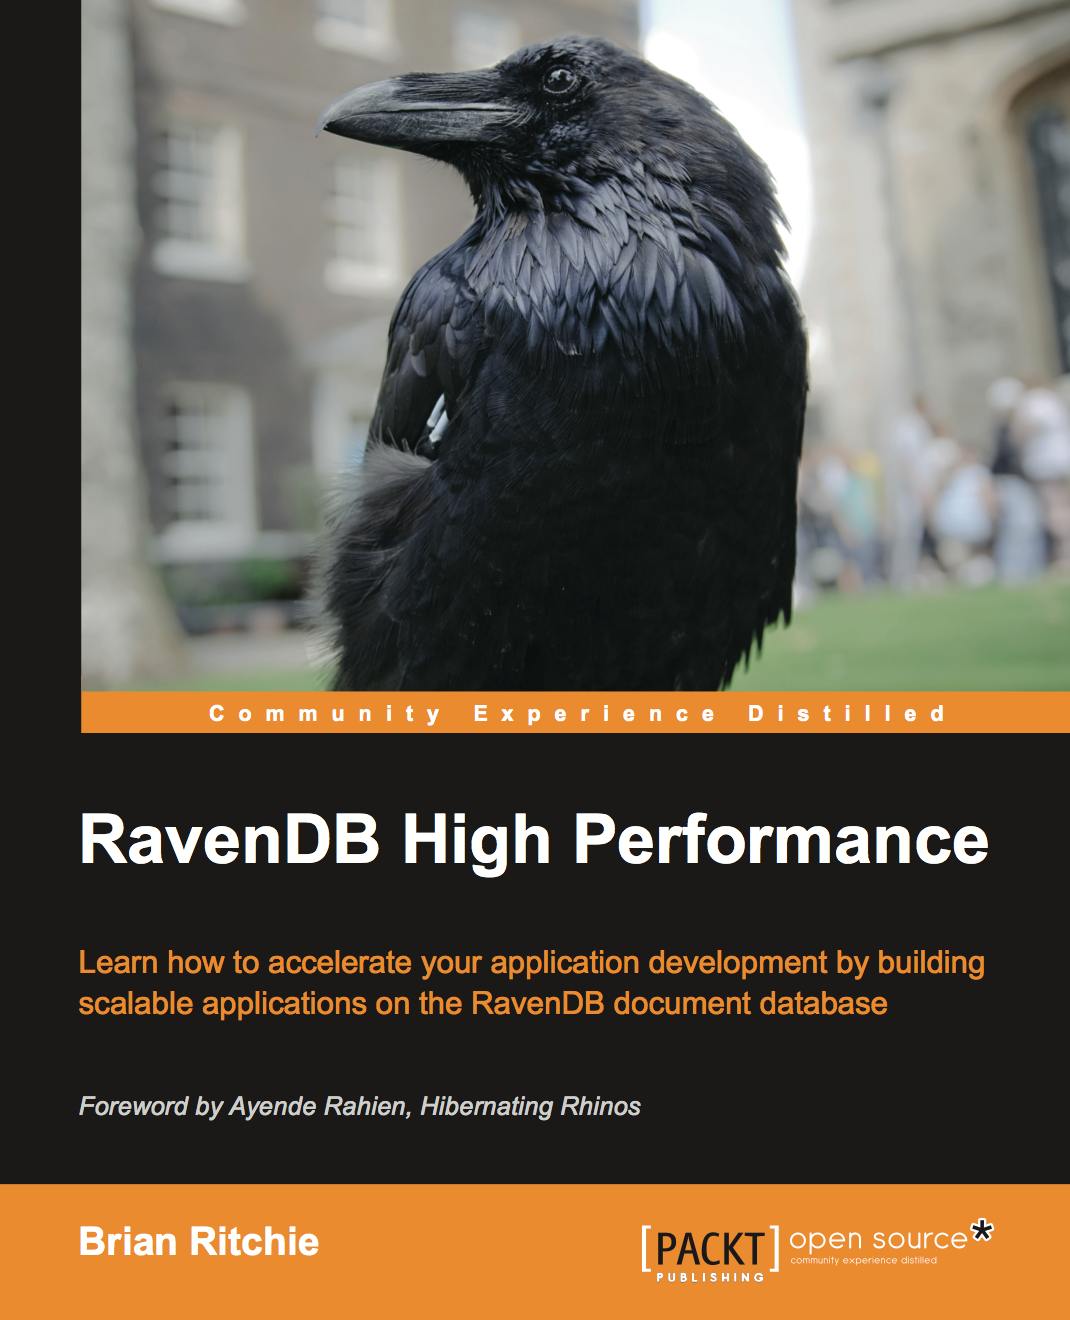 Community Experience Distilled
RavenDB High Performance
Learn how to accelerate your application development by building
scalable applications on the RavenDB document database
Foreword by Ayende Rahien, Hibernating Rhinos
Brian Ritchie
[PACKT] open source*
PUBLISHING community experience distilled